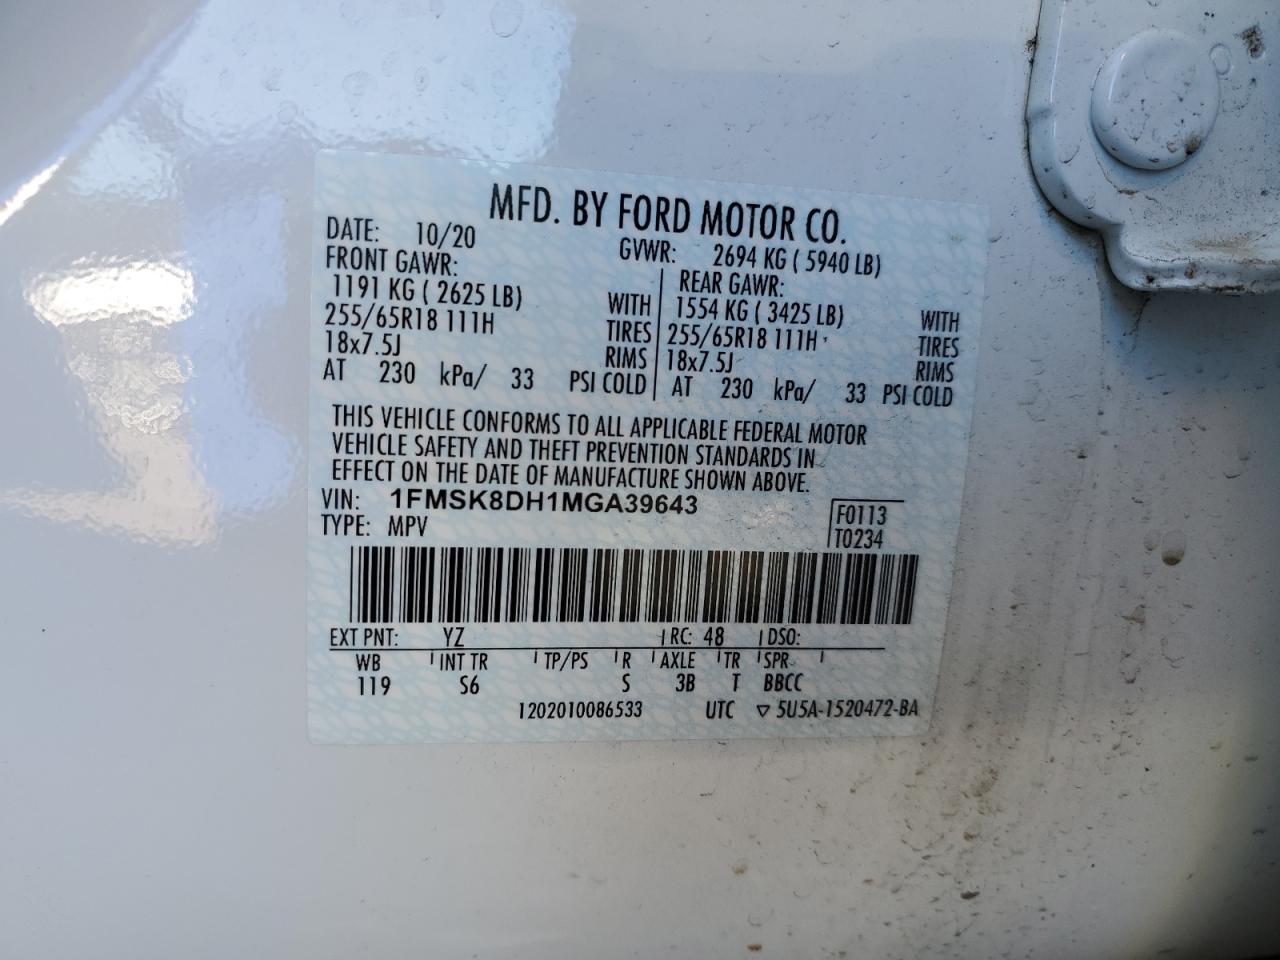 MFD. BY FORD MOTOR CO.
DATE: 10/20 GVWR: 2694 KG ( 5940 LB)
FRONT GAWR: REAR GAWR:
1191 KG ( 2625 LB) WITH 1554 KG ( 3425 LB) WITH
255/65R18 111H TIRES 255/65R18 111H TIRES
18x7.5J RIMS 18x7.5J RIMS
AT 230 kPa/ 33 PSI COLD AT 230 kPa/ 33 PSI COLD
THIS VEHICLE CONFORMS TO ALL APPLICABLE FEDERAL MOTOR
VEHICLE SAFETY AND THEFT PREVENTION STANDARDS IN
EFFECT ON THE DATE OF MANUFACTURE SHOWN ABOVE.
VIN: 1FMSK8DH1MGA39643 F0113
TYPE: MPV T0234
EXT PNT: YZ RC: 48 DSO:
WB INT TR TP/PS R AXLE TR SPR
119 S6 S 3B T BBCC
1202010086533 UTC ▽ 5U5A-1520472-BA